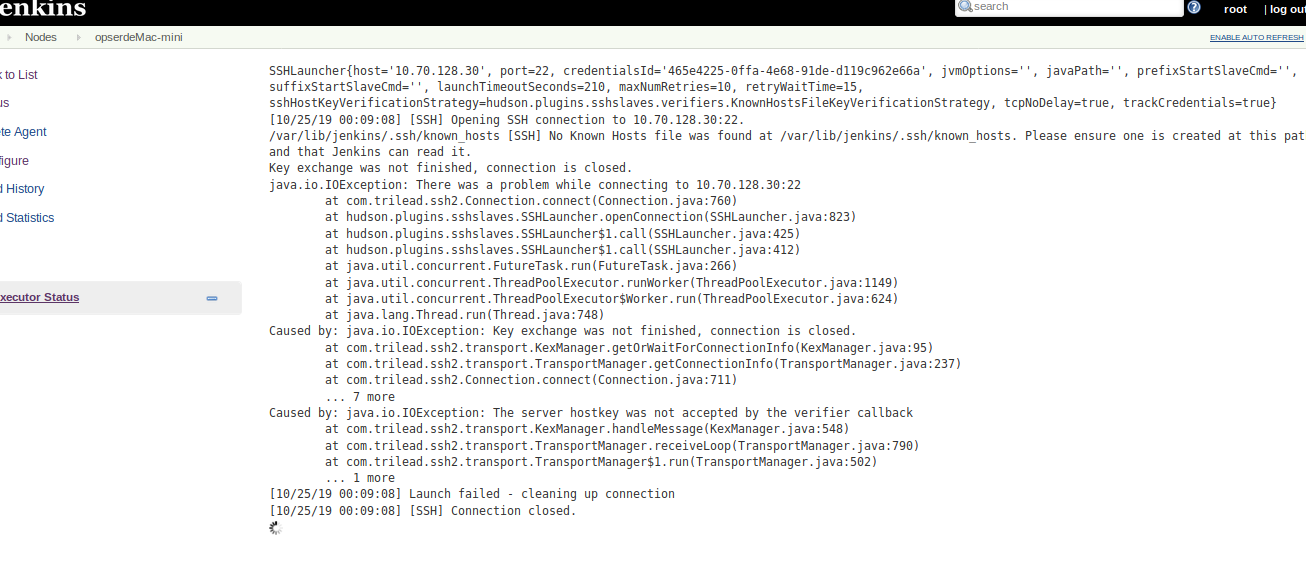 enkins
search
root
| log out
Nodes
opserdeMac-mini
ENABLE AUTO REFRESH
to List
us
te Agent
figure
d History
d Statistics
xecutor Status
SSHLauncher{host='10.70.128.30', port=22, credentialsId='465e4225-0ffa-4e68-91de-d119c962e66a', jvmOptions='', javaPath='', prefixStartSlaveCmd='',
suffixStartSlaveCmd='', launchTimeoutSeconds=210, maxNumRetries=10, retryWaitTime=15,
sshHostKeyVerificationStrategy=hudson.plugins.sshslaves.verifiers.KnownHostsFileKeyVerificationStrategy, tcpNoDelay=true, trackCredentials=true}
[10/25/19 00:09:08] [SSH] Opening SSH connection to 10.70.128.30:22.
/var/lib/jenkins/.ssh/known_hosts [SSH] No Known Hosts file was found at /var/lib/jenkins/.ssh/known_hosts. Please ensure one is created at this pat
and that Jenkins can read it.
Key exchange was not finished, connection is closed.
java.io.IOException: There was a problem while connecting to 10.70.128.30:22
at com.trilead.ssh2.Connection.connect(Connection.java:760)
at hudson.plugins.sshslaves.SSHLauncher.openConnection(SSHLauncher.java:823)
at hudson.plugins.sshslaves.SSHLauncher$1.call(SSHLauncher.java:425)
at hudson.plugins.sshslaves.SSHLauncher$1.call(SSHLauncher.java:412)
at java.util.concurrent.FutureTask.run(FutureTask.java:266)
at java.util.concurrent.ThreadPoolExecutor.runWorker(ThreadPoolExecutor.java:1149)
at java.util.concurrent.ThreadPoolExecutor$Worker.run(ThreadPoolExecutor.java:624)
at java.lang.Thread.run(Thread.java:748)
Caused by: java.io.IOException: Key exchange was not finished, connection is closed.
at com.trilead.ssh2.transport.KexManager.getOrWaitForConnectionInfo(KexManager.java:95)
at com.trilead.ssh2.transport.TransportManager.getConnectionInfo(TransportManager.java:237)
at com.trilead.ssh2.Connection.connect(Connection.java:711)
... 7 more
Caused by: java.io.IOException: The server hostkey was not accepted by the verifier callback
at com.trilead.ssh2.transport.KexManager.handleMessage(KexManager.java:548)
at com.trilead.ssh2.transport.TransportManager.receiveLoop(TransportManager.java:790)
at com.trilead.ssh2.transport.TransportManager$1.run(TransportManager.java:502)
... 1 more
[10/25/19 00:09:08] Launch failed - cleaning up connection
[10/25/19 00:09:08] [SSH] Connection closed.